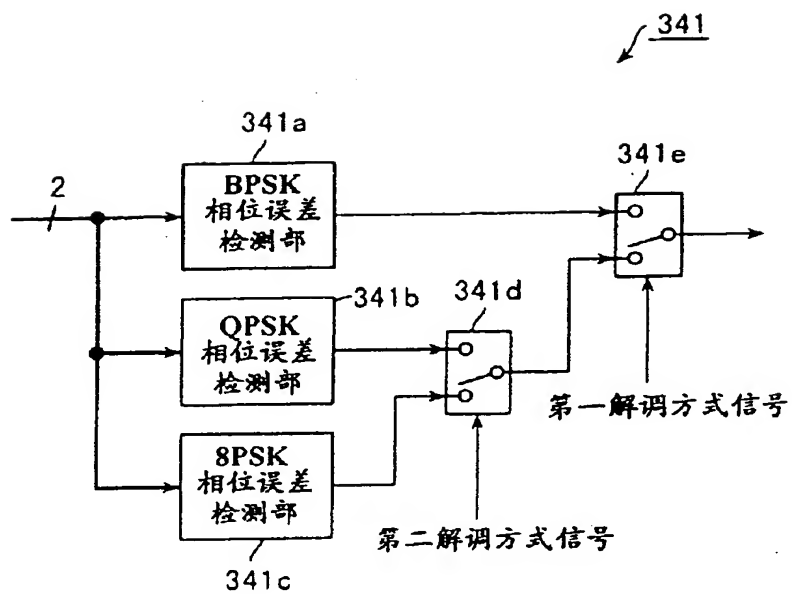 341
341a
BPSK
相位误差
检测部
2
341e
341b
QPSK
相位误差
检测部
341d
第一解调方式信号
8PSK
相位误差
检测部
第二解调方式信号
341c